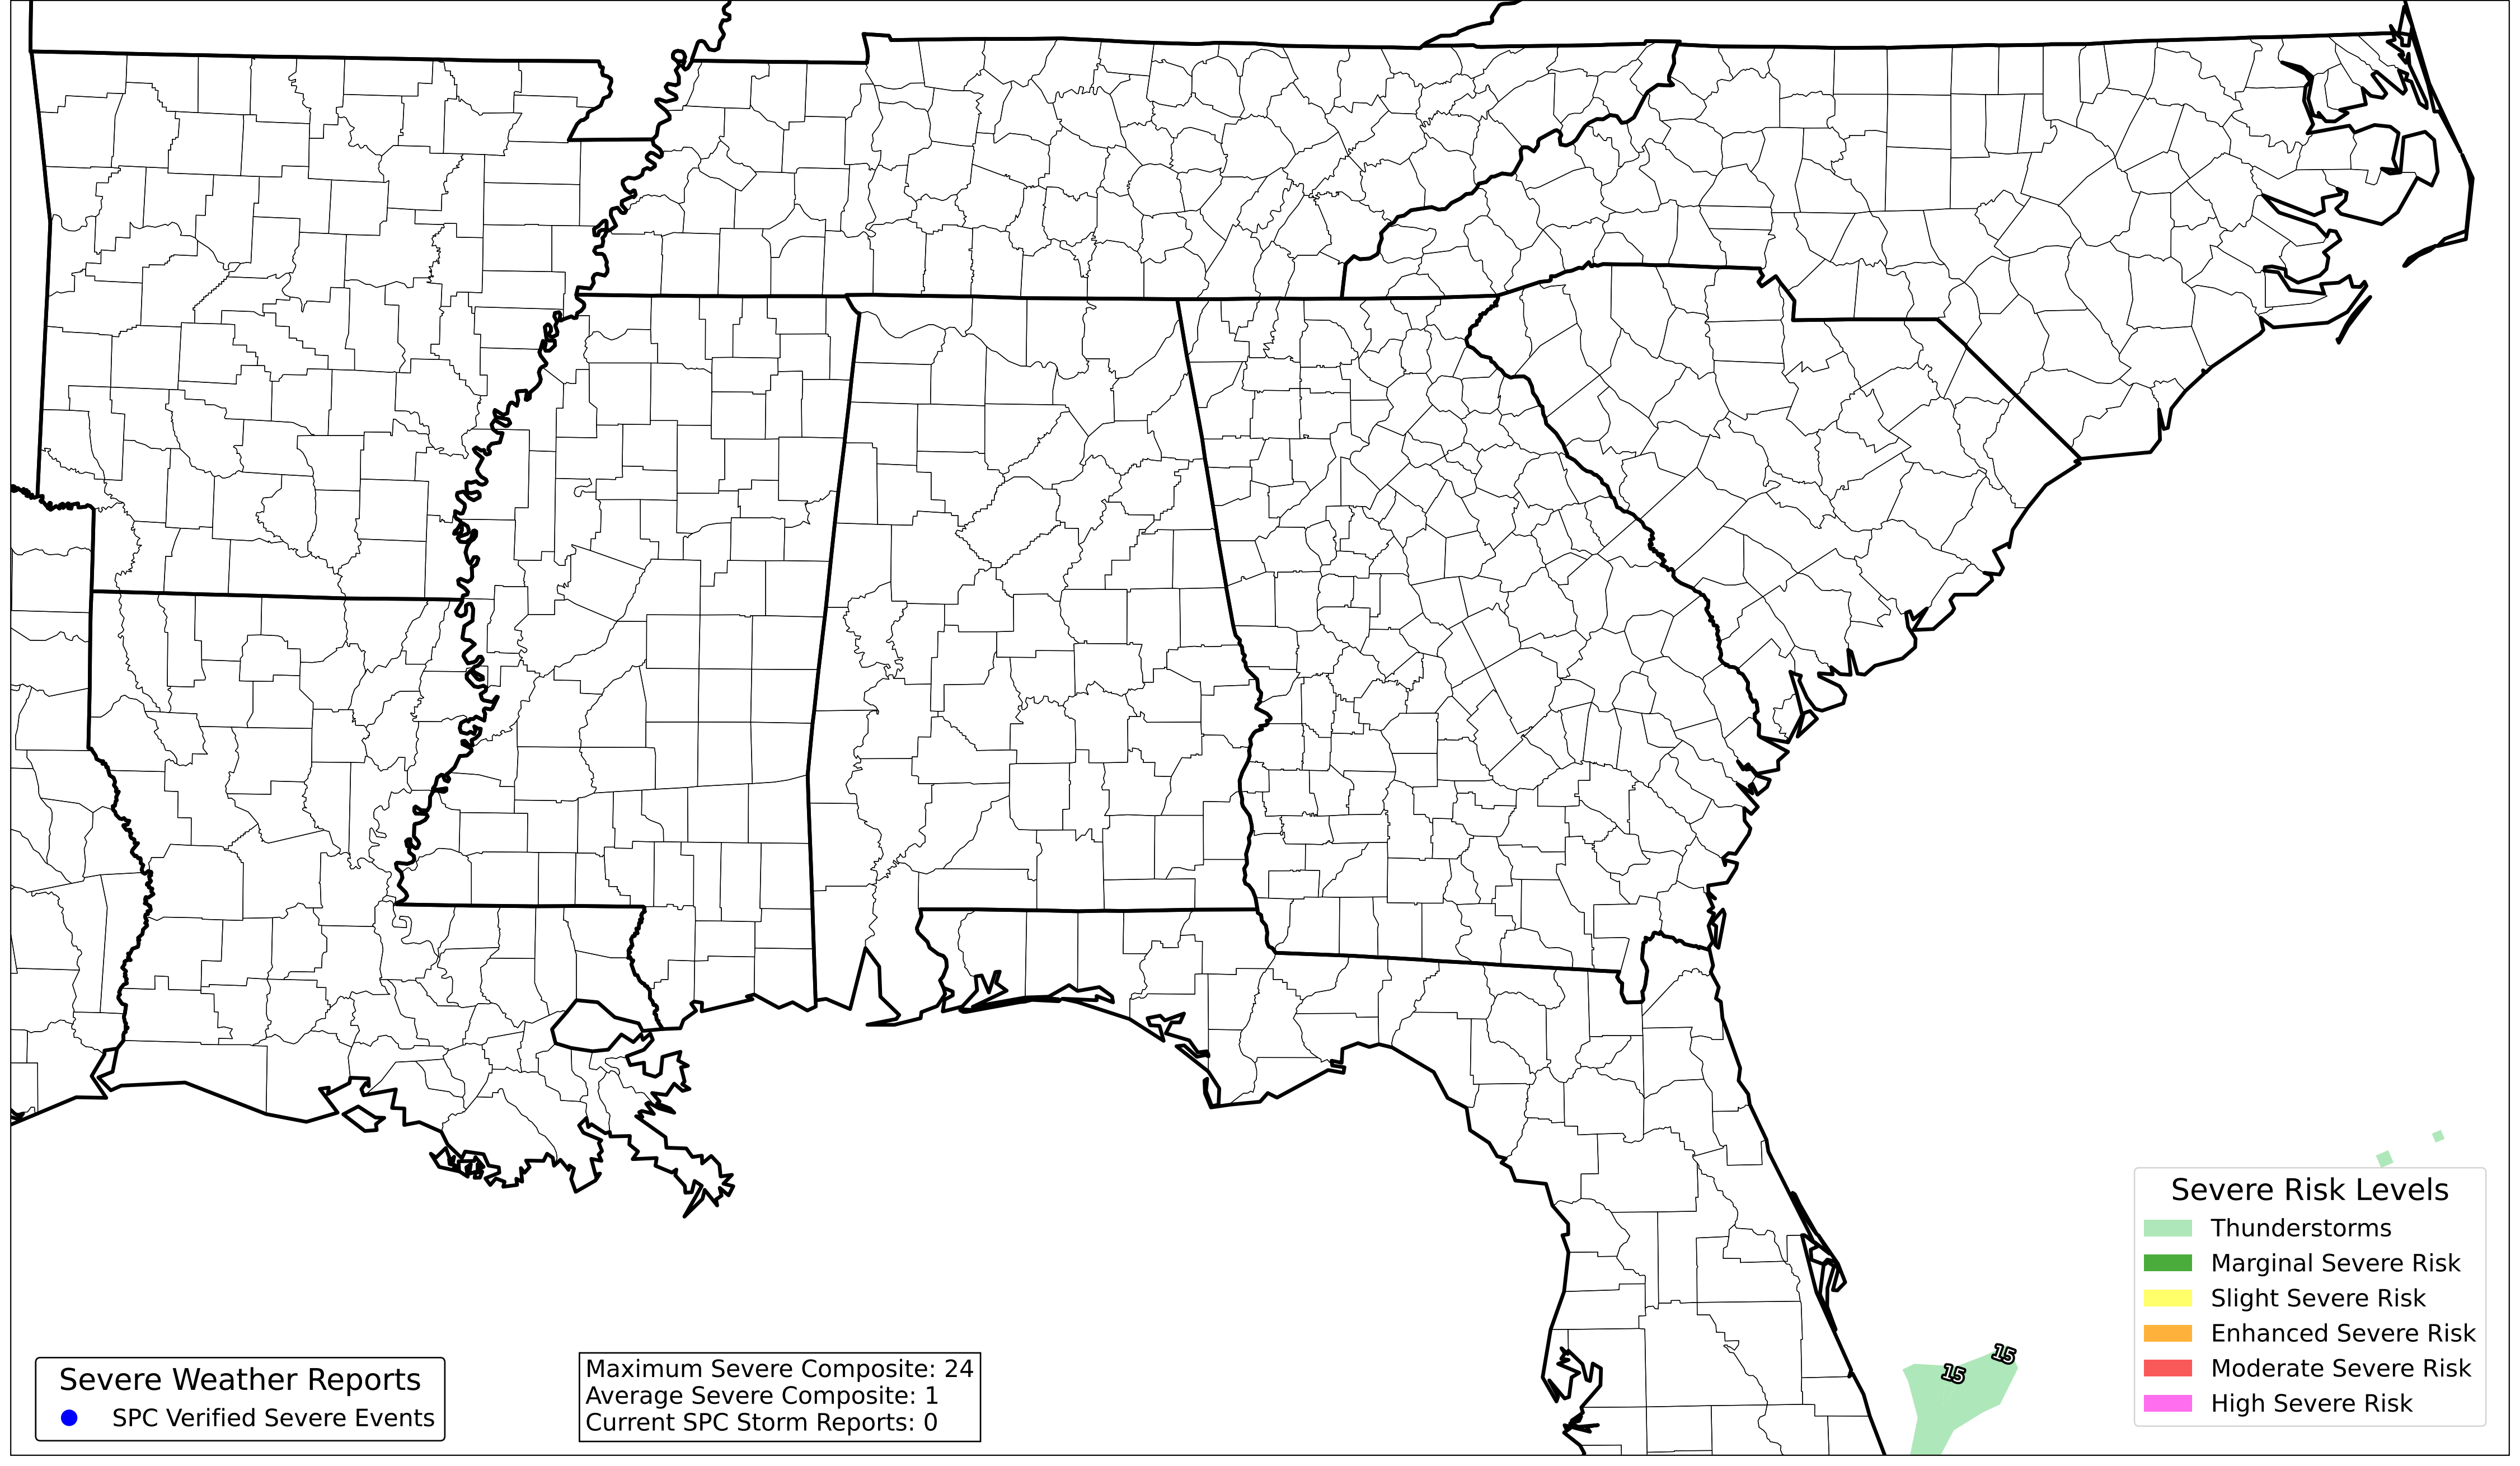 15
15
Severe Risk Levels
Thunderstorms
Marginal Severe Risk
Slight Severe Risk
Enhanced Severe Risk
Moderate Severe Risk
High Severe Risk
Severe Weather Reports
SPC Verified Severe Events
Maximum Severe Composite: 24
Average Severe Composite: 1
Current SPC Storm Reports: 0